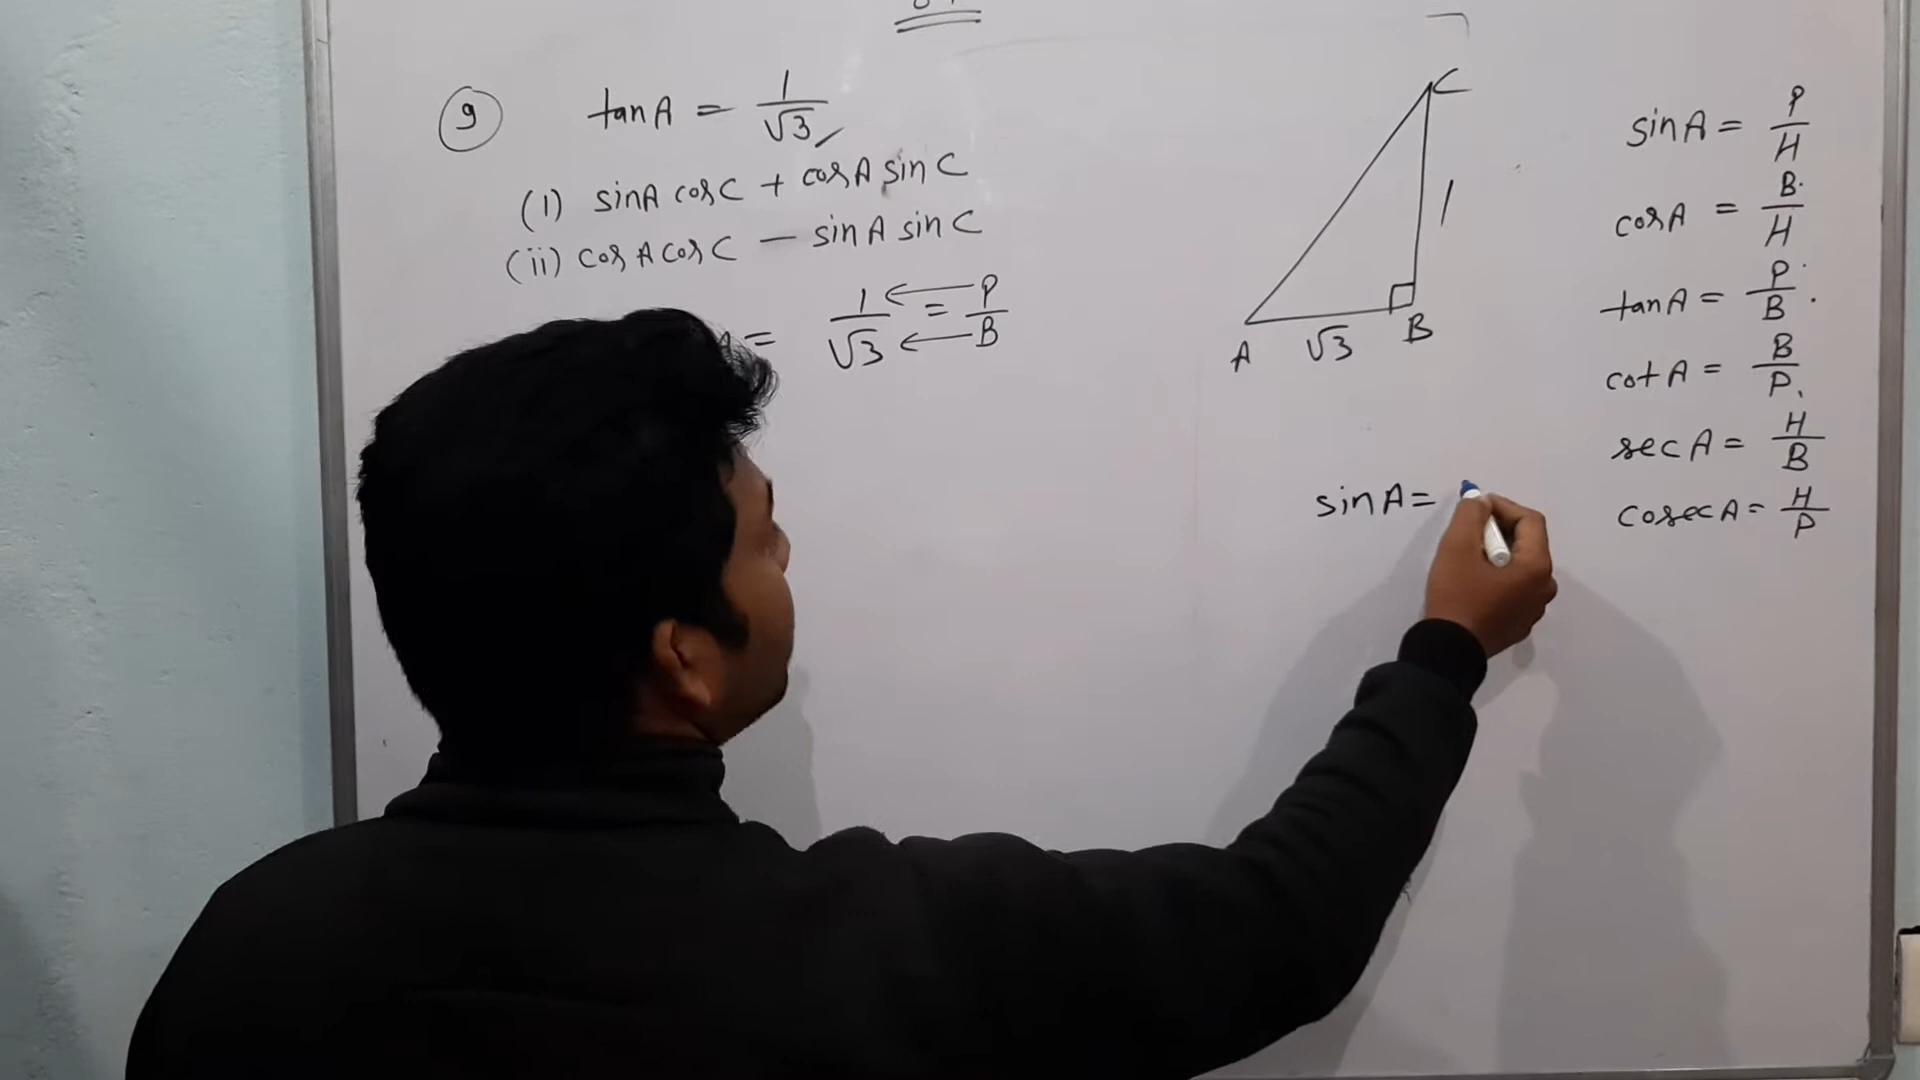 9 tanA = 1/√3
(i) sinA cosC + cosA sinC
(ii) cosA cosC — sinA sinC
= 1/√3 = P/B
C
1
A √3 B
sinA =
sinA = P/H
cosA = B/H
tanA = P/B
cotA = B/P
secA = H/B
cosecA = H/P